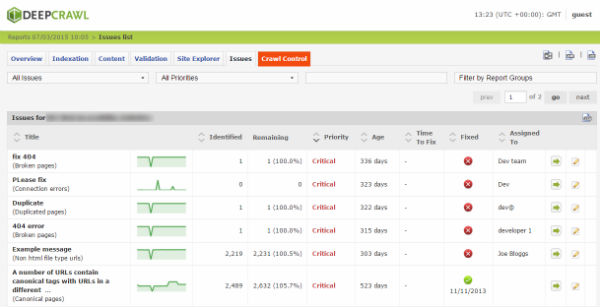 DEEPCRAWL
13:23 (UTC +00:00): GMT | guest
Reports 07/03/2015 10:05 > Issues list
Overview Indexation Content Validation Site Explorer Issues Crawl Control
All Issues All Priorities Filter by Report Groups
prev 1 of 2 go next
Issues for
Title Identified Remaining Priority Age Time To Fix Fixed Assigned To
fix 404 1 1 (100.0%) Critical 336 days - Dev team
(Broken pages)
PLease fix 0 0 Critical 323 days - Dev
(Connection errors)
Duplicate 1 1 (100.0%) Critical 322 days - dev@
(Duplicated pages)
404 error 1 1 (100.0%) Critical 315 days - developer 1
(Broken pages)
Example message 2,219 2,231 (100.5%) Critical 303 days - Joe Bloggs
(Non html file type urls)
A number of URLs contain
canonical tags with URLs in a
different ... 2,489 2,632 (105.7%) Critical 523 days - 11/11/2013
(Canonical pages)